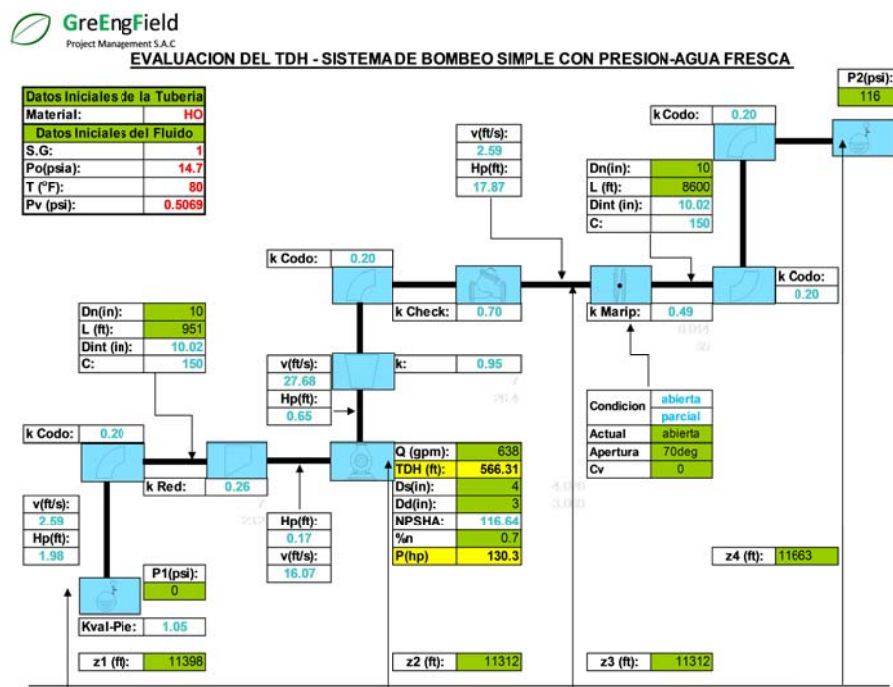 GreEngField
Project Management S.A.C
EVALUACION DEL TDH - SISTEMA DE BOMBEO SIMPLE CON PRESION-AGUA FRESCA
P2(psi):
116
Datos Iniciales de la Tuberia
Material: HO
Datos Iniciales del Fluido
S.G: 1
Po(psia): 14.7
T (°F): 80
Pv (psi): 0.5069
k Codo: 0.20
v(ft/s):
2.59
Hp(ft):
17.87
Dn(in): 10
L (ft): 8600
Dint (in): 10.02
C: 150
k Codo: 0.20
k Codo:
0.20
k Check: 0.70
k Marip: 0.49
Dn(in): 10
L (ft): 951
Dint (in): 10.02
C: 150
v(ft/s):
27.68
Hp(ft):
0.65
k: 0.95
Condicion abierta
parcial
Actual abierta
Apertura 70deg
Cv 0
k Codo: 0.20
k Red: 0.26
Q (gpm): 638
TDH (ft): 566.31
Ds(in): 4
Dd(in): 3
NPSHA: 116.64
%n 0.7
P(hp) 130.3
v(ft/s):
2.59
Hp(ft):
1.98
Hp(ft):
0.17
v(ft/s):
16.07
P1(psi):
0
Kval-Pie: 1.05
z4 (ft): 11663
z1 (ft): 11398
z2 (ft): 11312
z3 (ft): 11312